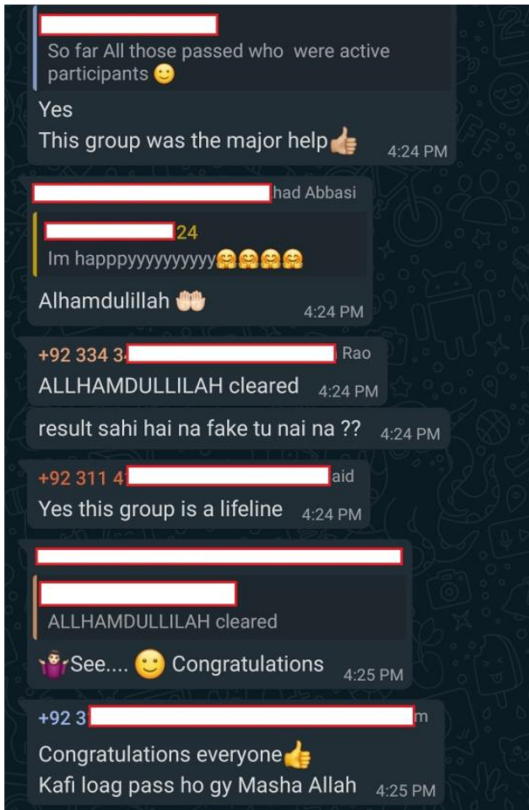 So far All those passed who were active
participants 🙂
Yes
This group was the major help👍🏼
4:24 PM
had Abbasi
24
Im happpyyyyyyyyyy🤗🤗🤗🤗
Alhamdulillah 🤲🏻
4:24 PM
+92 334 3 Rao
ALLHAMDULLILAH cleared 4:24 PM
result sahi hai na fake tu nai na ?? 4:24 PM
+92 311 4 aid
Yes this group is a lifeline 4:24 PM
ALLHAMDULLILAH cleared
🤷🏻‍♀️See.... 🙂 Congratulations 4:25 PM
+92 3 m
Congratulations everyone👍
Kafi loag pass ho gy Masha Allah 4:25 PM